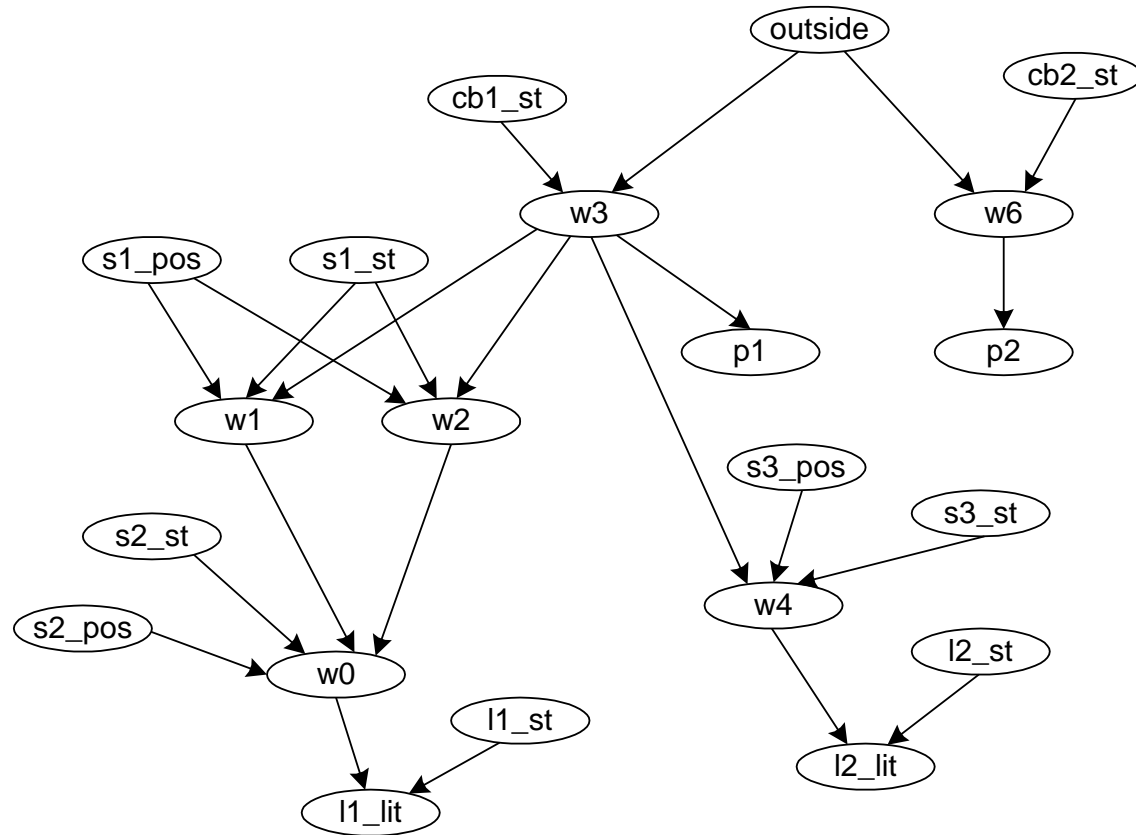 outside
cb2_st
cb1_st
w3
w6
s1_pos
s1_st
p1
p2
w1
w2
s3_pos
s3_st
s2_st
w4
s2_pos
l2_st
w0
l1_st
l2_lit
l1_lit